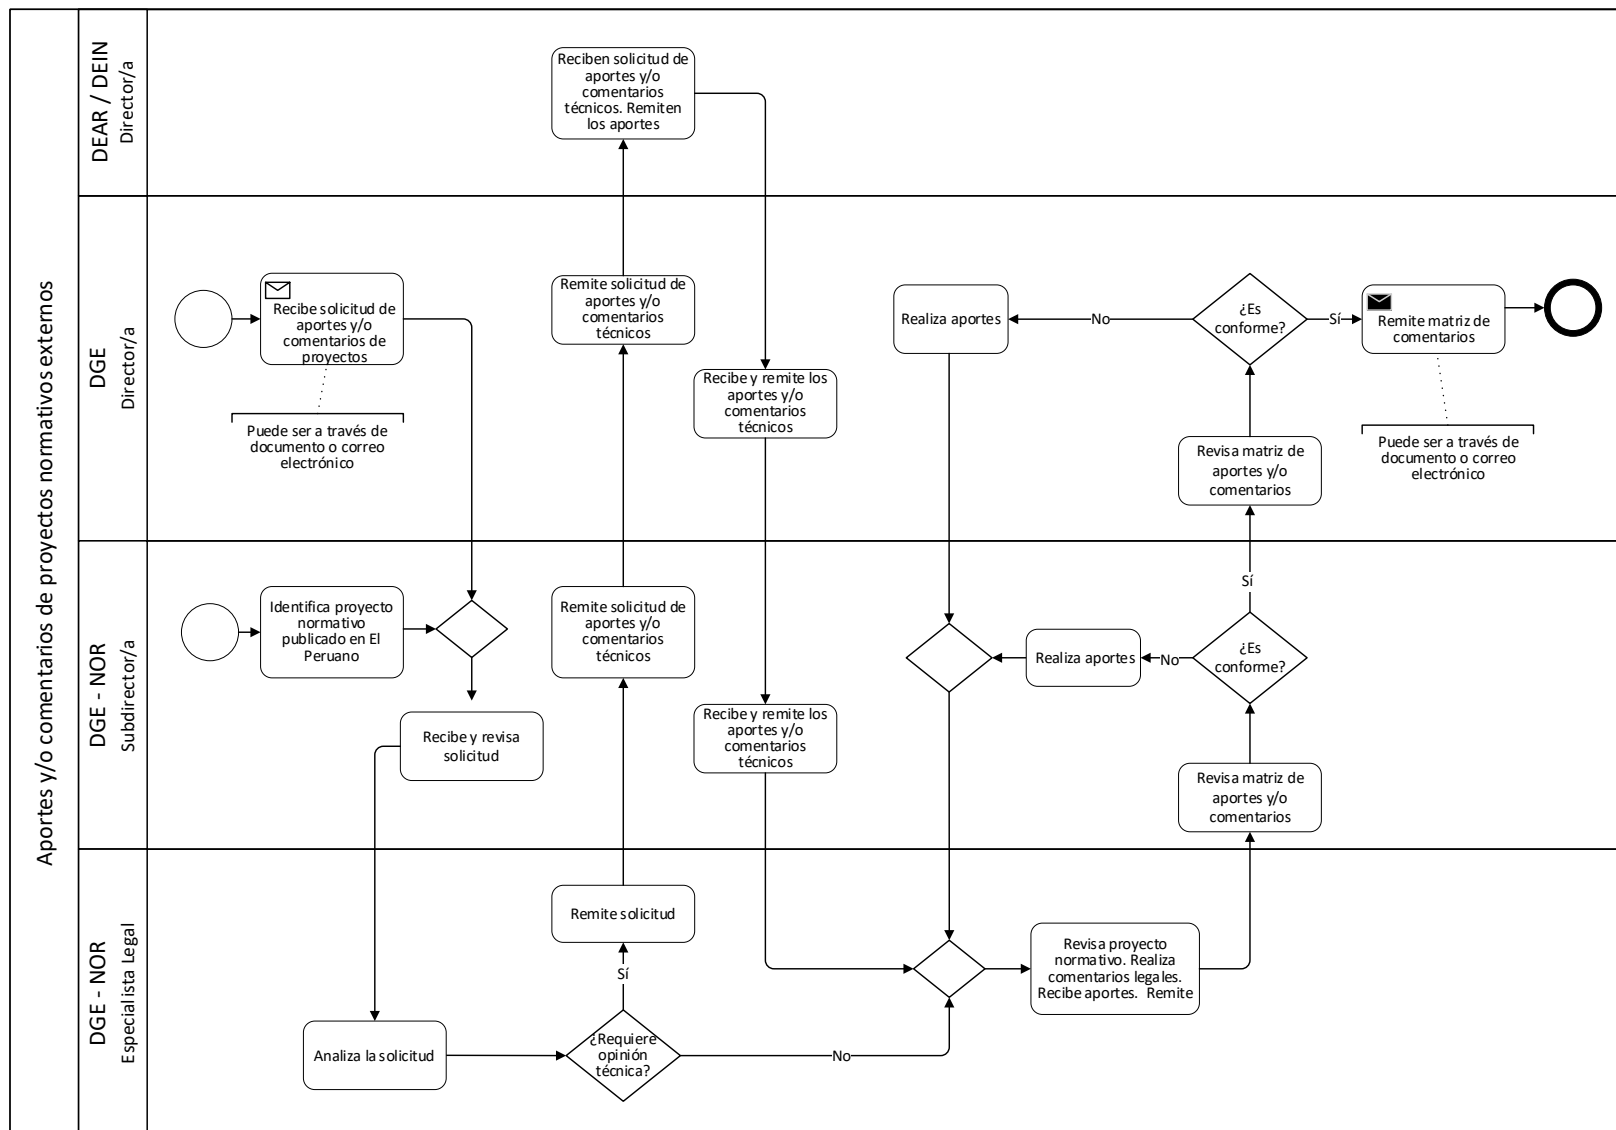 Aportes y/o comentarios de proyectos normativos externos
DEAR / DEIN
Director/a
Reciben solicitud de
aportes y/o
comentarios
técnicos. Remiten
los aportes
DGE
Director/a
Recibe solicitud de
aportes y/o
comentarios de
proyectos
Puede ser a través de
documento o correo
electrónico
Remite solicitud de
aportes y/o
comentarios
técnicos
Recibe y remite los
aportes y/o
comentarios
técnicos
Realiza aportes
No
¿Es
conforme?
Sí
Remite matriz de
comentarios
Puede ser a través de
documento o correo
electrónico
Revisa matriz de
aportes y/o
comentarios
DGE - NOR
Subdirector/a
Identifica proyecto
normativo
publicado en El
Peruano
Recibe y revisa
solicitud
Remite solicitud de
aportes y/o
comentarios
técnicos
Recibe y remite los
aportes y/o
comentarios
técnicos
Realiza aportes
No
¿Es
conforme?
Sí
Revisa matriz de
aportes y/o
comentarios
DGE - NOR
Especialista Legal
Analiza la solicitud
Remite solicitud
Sí
¿Requiere
opinión
técnica?
No
Revisa proyecto
normativo. Realiza
comentarios legales.
Recibe aportes. Remite